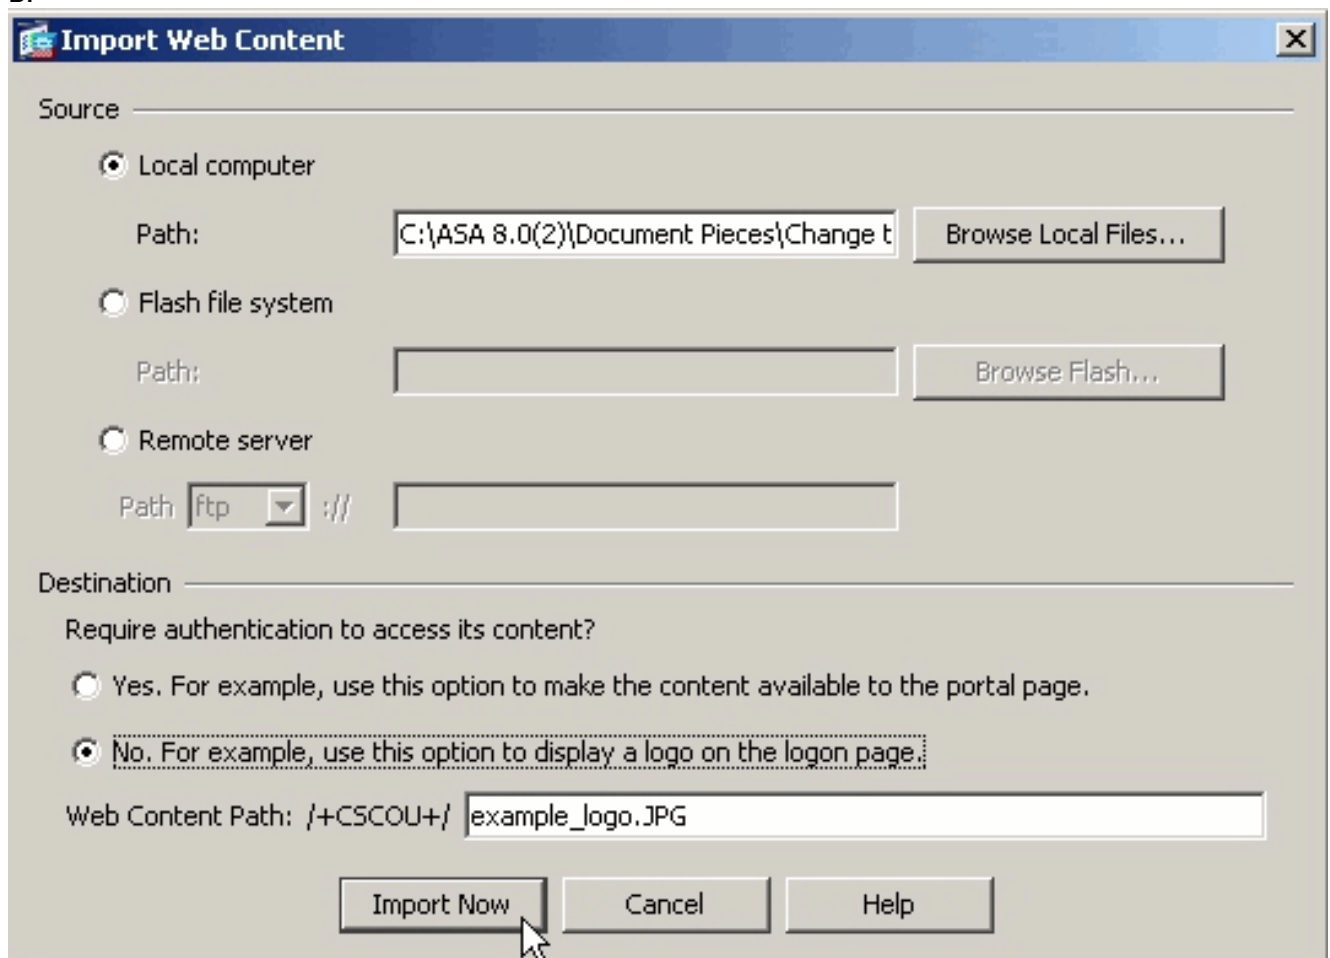 Import Web Content
Source
Local computer
Path: C:\ASA 8.0(2)\Document Pieces\Change t Browse Local Files...
Flash file system
Path: Browse Flash...
Remote server
Path ftp ://
Destination
Require authentication to access its content?
Yes. For example, use this option to make the content available to the portal page.
No. For example, use this option to display a logo on the logon page.
Web Content Path: /+CSCOU+/ example_logo.JPG
Import Now Cancel Help